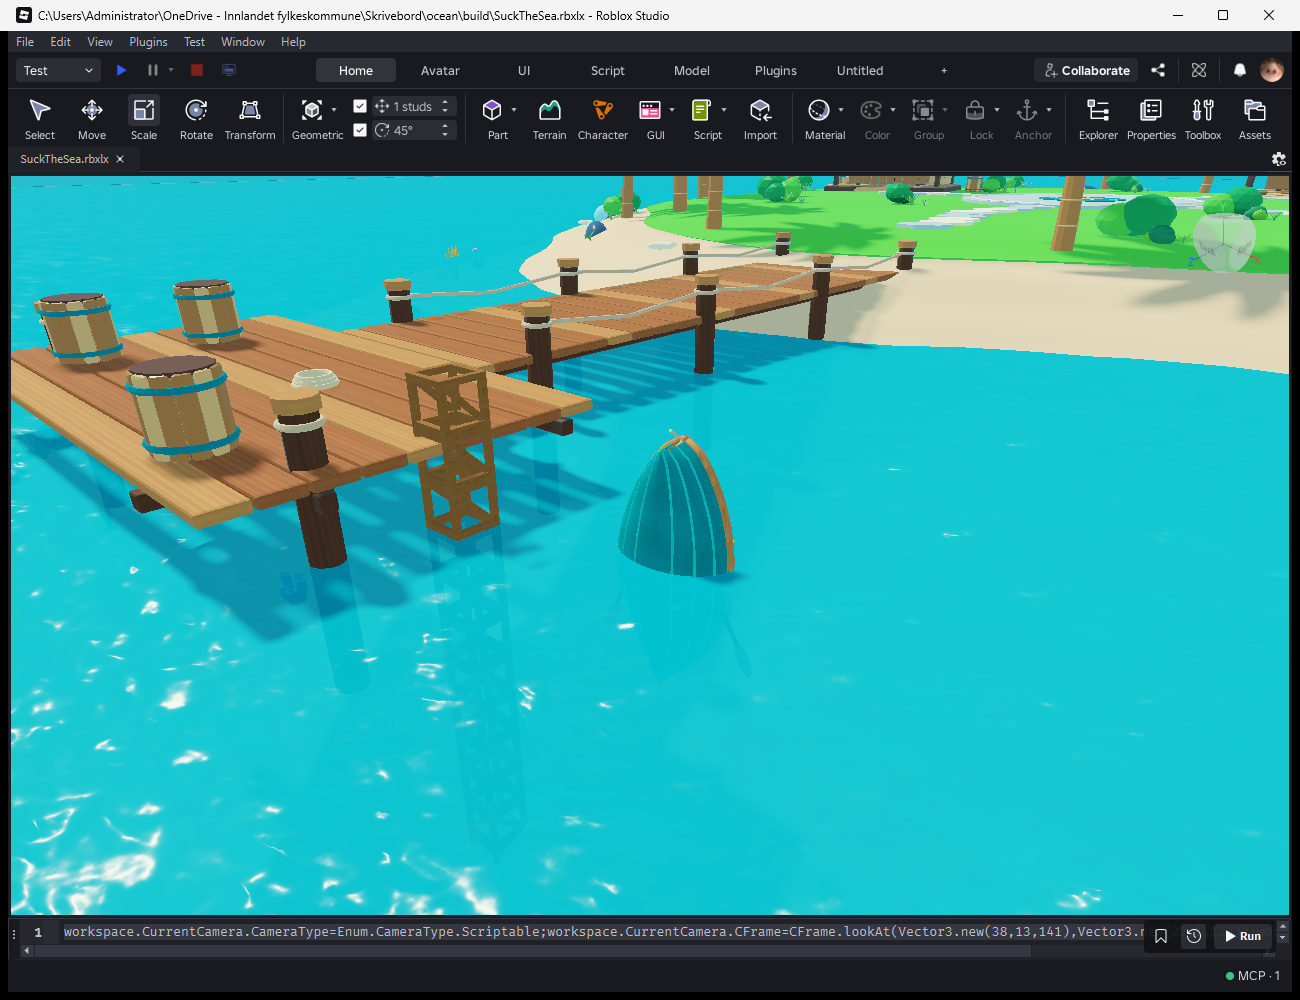 C:\Users\Administrator\OneDrive - Innlandet fylkeskommune\Skrivebord\ocean\build\SuckTheSea.rbxlx - Roblox Studio
File Edit View Plugins Test Window Help
Test Home Avatar UI Script Model Plugins Untitled + Collaborate
1 studs
45°
Select Move Scale Rotate Transform Geometric Part Terrain Character GUI Script Import Material Color Group Lock Anchor Explorer Properties Toolbox Assets
SuckTheSea.rbxlx
1 workspace.CurrentCamera.CameraType=Enum.CameraType.Scriptable;workspace.CurrentCamera.CFrame=CFrame.lookAt(Vector3.new(38,13,141),Vector3. Run
MCP · 1